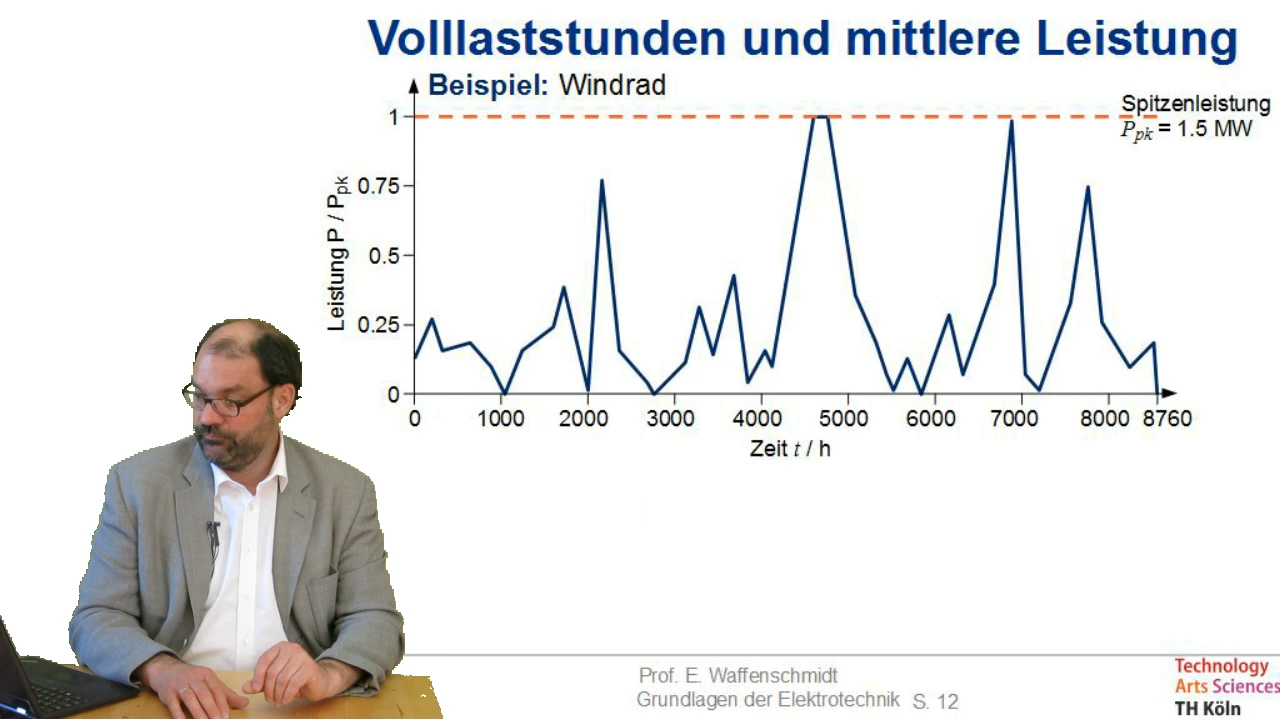 Volllaststunden und mittlere Leistung
Beispiel: Windrad
Spitzenleistung
P_pk = 1.5 MW
Leistung P / P_pk
1
0.75
0.5
0.25
0
0 1000 2000 3000 4000 5000 6000 7000 8000 8760
Zeit t / h
Prof. E. Waffenschmidt
Grundlagen der Elektrotechnik S. 12
Technology
Arts Sciences
TH Köln